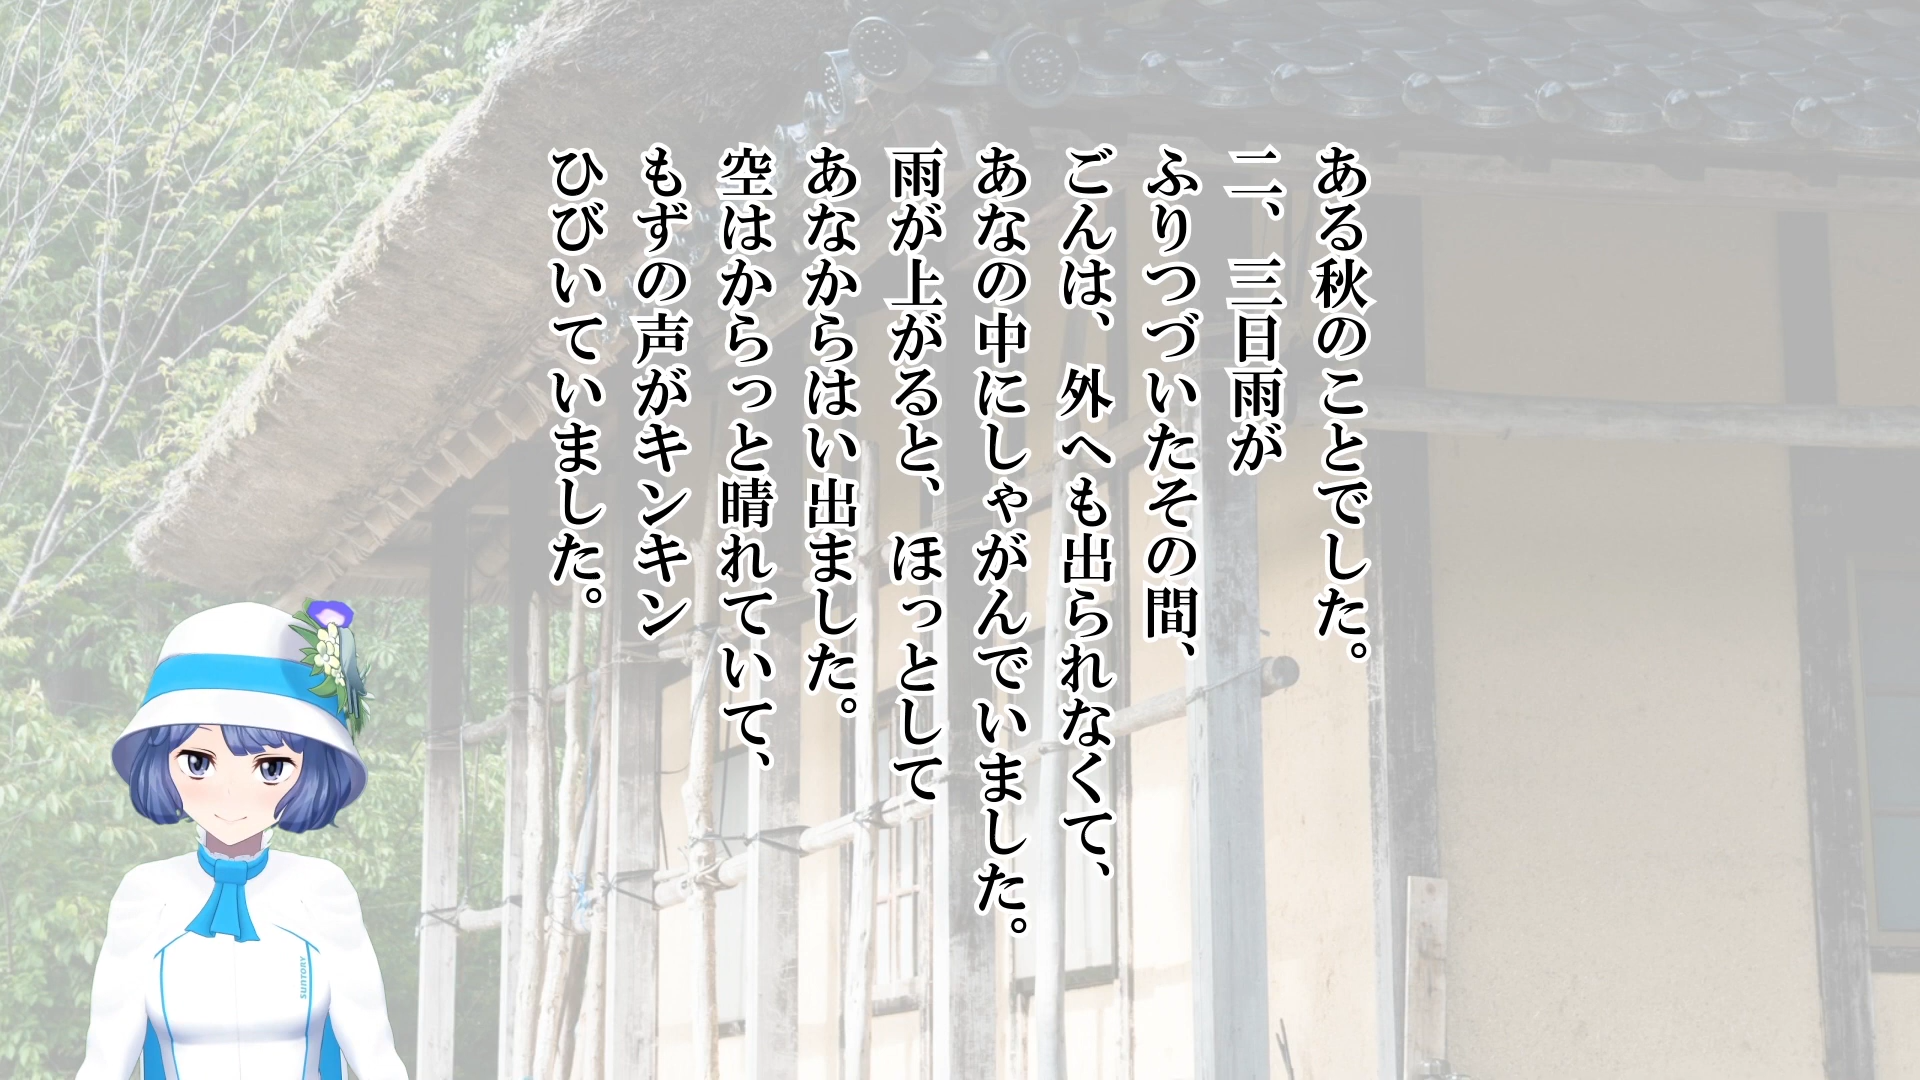 ある秋のことでした。
二、三日雨が
ふりつづいたその間、
ごんは、外へも出られなくて、
あなの中にしゃがんでいました。
雨が上がると、ほっとして
あなからはい出ました。
空はからっと晴れていて、
もずの声がキンキン
ひびいていました。
SUNTORY